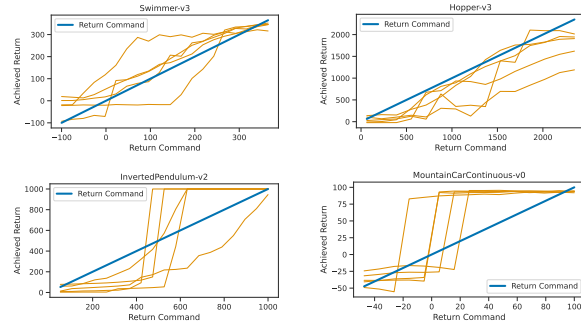 Swimmer-v3
Achieved Return
300
200
100
0
−100
Return Command
−100 0 100 200 300
Return Command
Hopper-v3
Achieved Return
2000
1500
1000
500
0
Return Command
0 500 1000 1500 2000
Return Command
InvertedPendulum-v2
Achieved Return
1000
800
600
400
200
0
Return Command
200 400 600 800 1000
Return Command
MountainCarContinuous-v0
Achieved Return
100
75
50
25
0
−25
−50
Return Command
−40 −20 0 20 40 60 80 100
Return Command